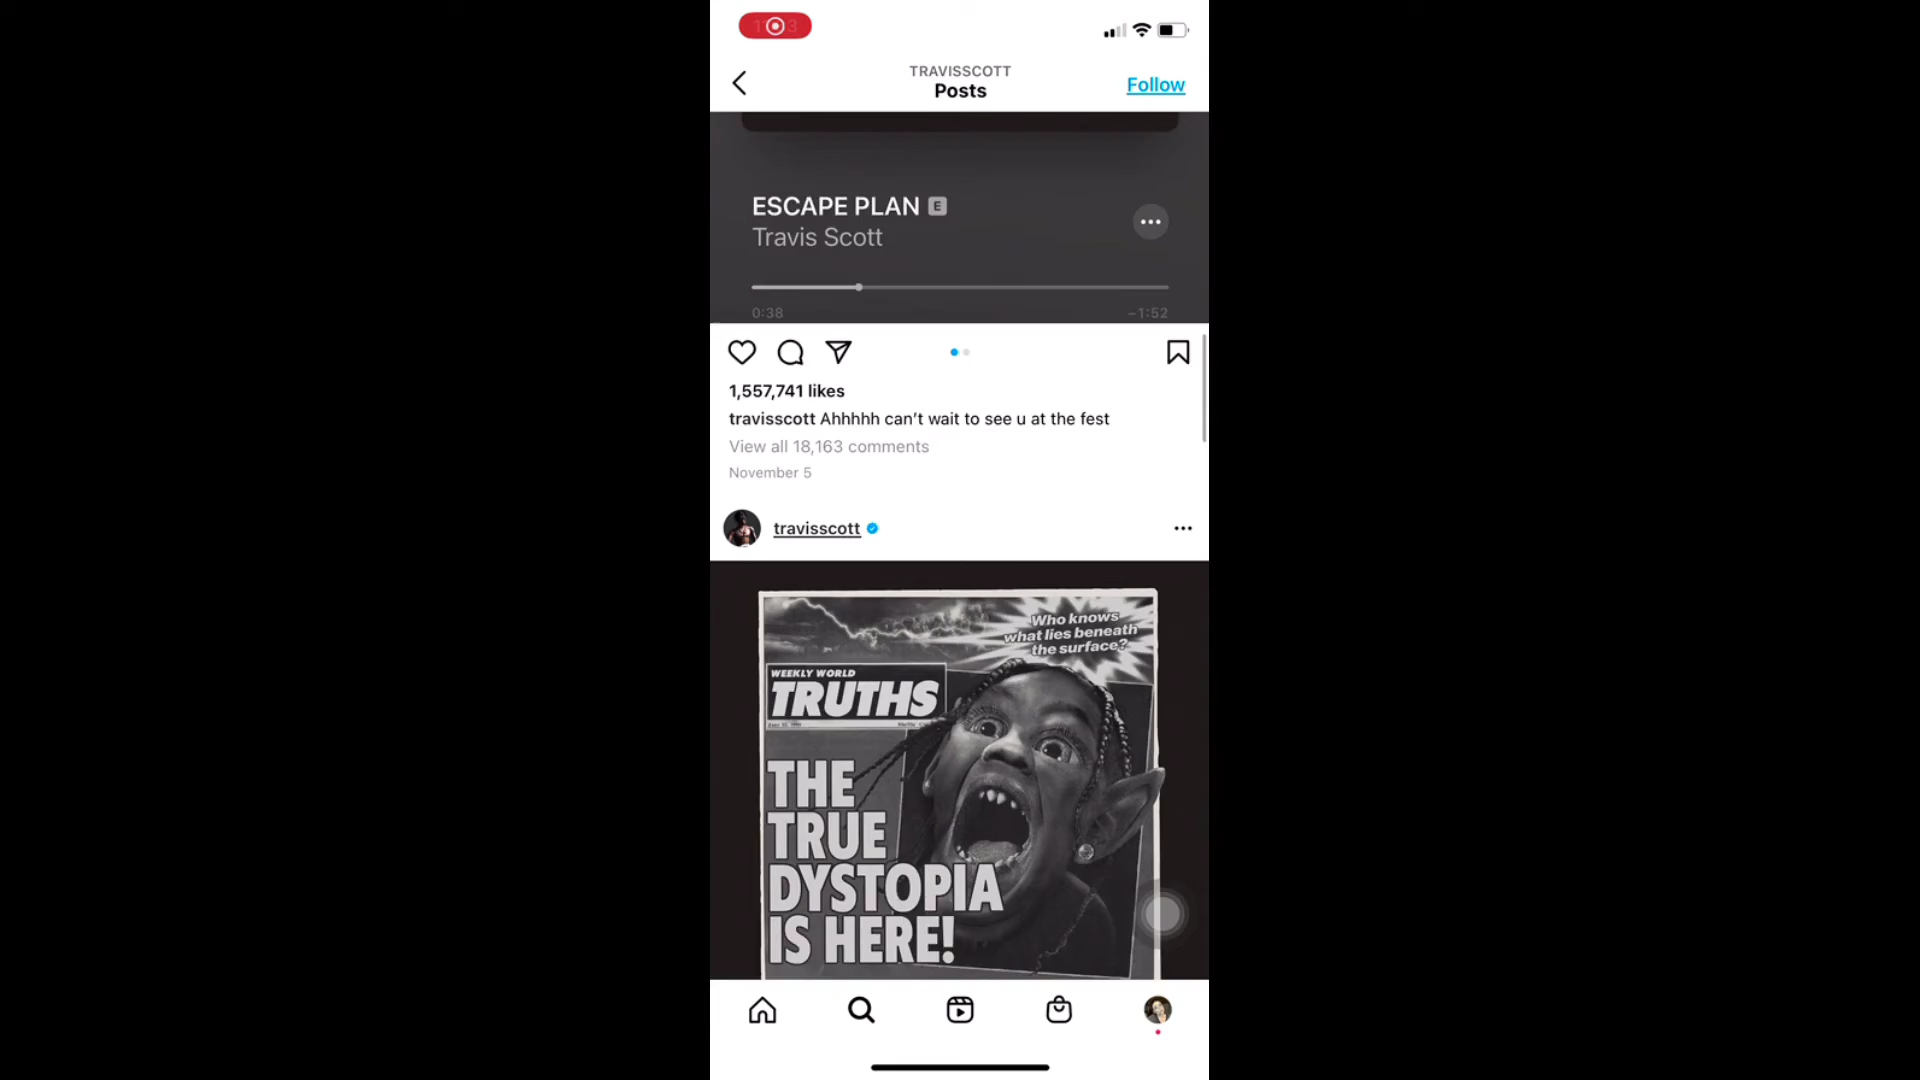 TRAVISSCOTT
Posts
Follow
ESCAPE PLAN E
Travis Scott
0:38
-1:52
1,557,741 likes
travisscott Ahhhhh can't wait to see u at the fest
View all 18,163 comments
November 5
travisscott
Who knows
what lies beneath
the surface?
WEEKLY WORLD
TRUTHS
THE
TRUE
DYSTOPIA
IS HERE!